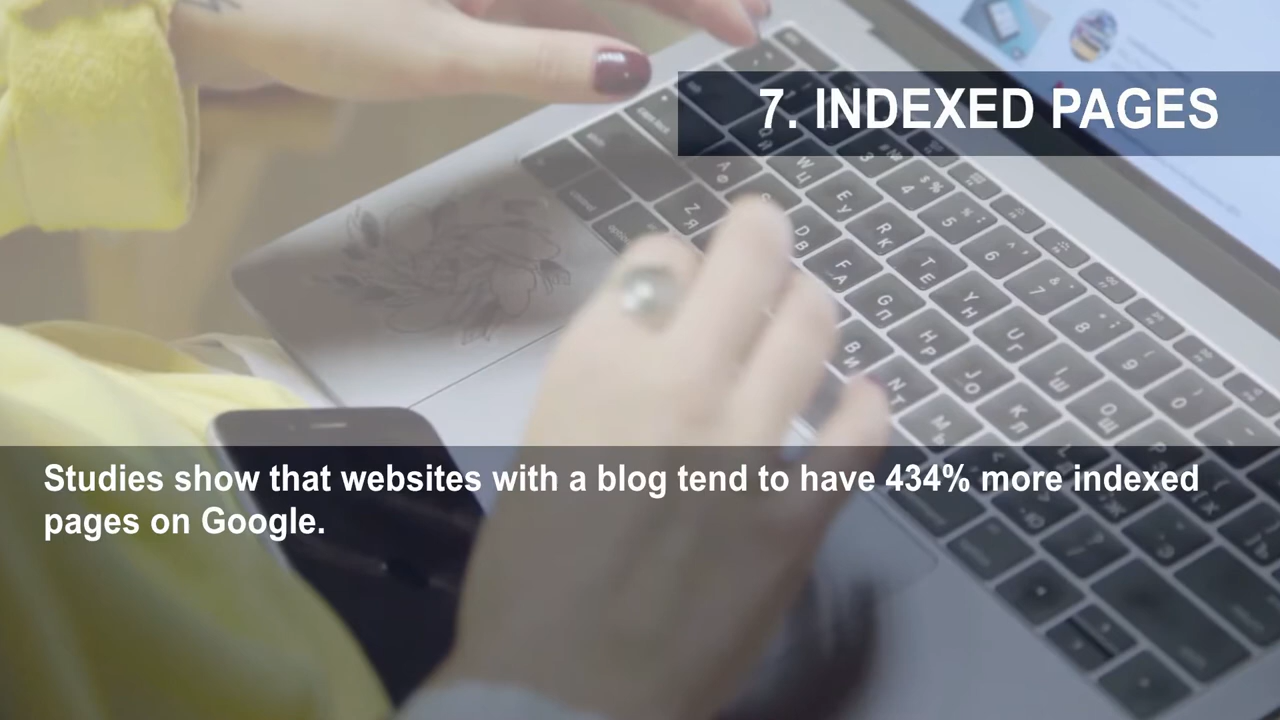 7. INDEXED PAGES
Studies show that websites with a blog tend to have 434% more indexed
pages on Google.